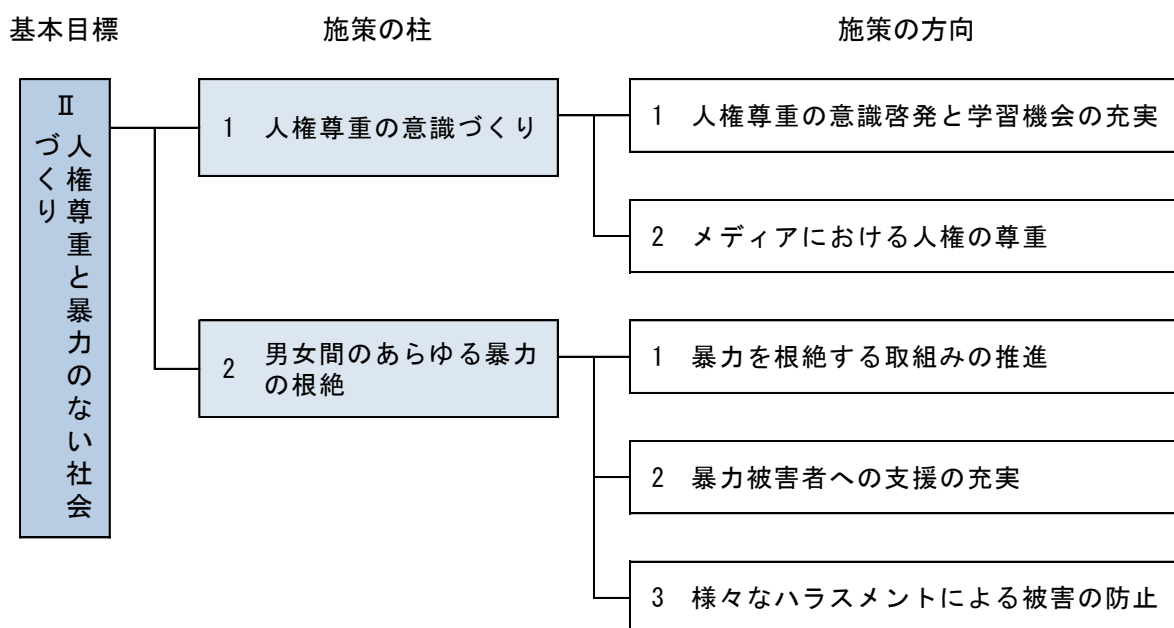 基本目標 施策の柱 施策の方向
Ⅱ
人権尊重と暴力のない社会
づくり
1 人権尊重の意識づくり
1 人権尊重の意識啓発と学習機会の充実
2 メディアにおける人権の尊重
2 男女間のあらゆる暴力
の根絶
1 暴力を根絶する取組みの推進
2 暴力被害者への支援の充実
3 様々なハラスメントによる被害の防止